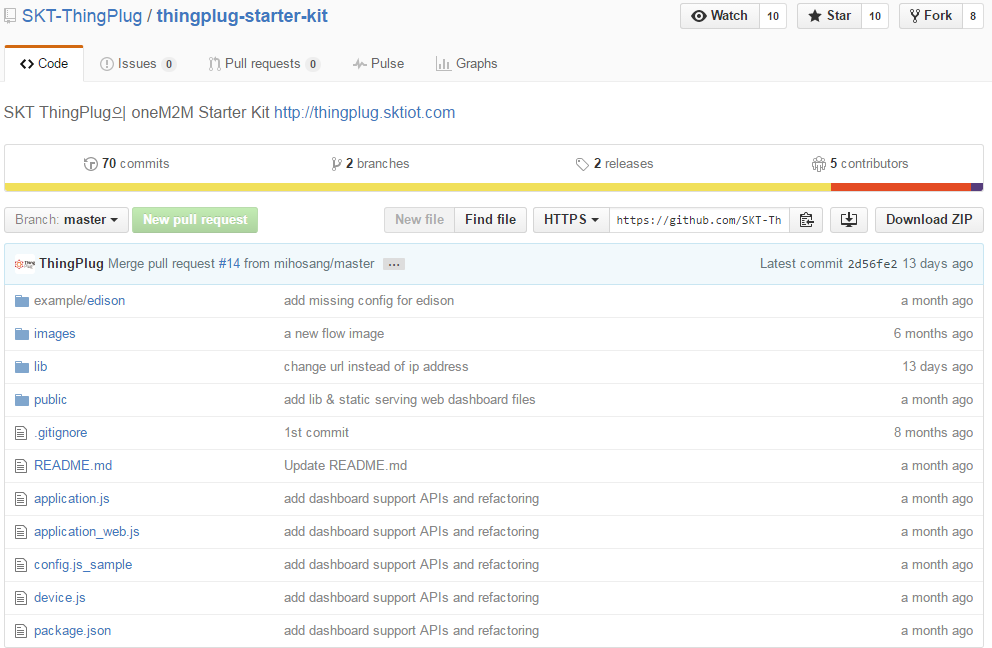 SKT-ThingPlug / thingplug-starter-kit Watch 10 Star 10 Fork 8
Code Issues 0 Pull requests 0 Pulse Graphs
SKT ThingPlug의 oneM2M Starter Kit http://thingplug.sktiot.com
70 commits 2 branches 2 releases 5 contributors
Branch: master New pull request New file Find file HTTPS https://github.com/SKT-Th Download ZIP
ThingPlug Merge pull request #14 from mihosang/master ... Latest commit 2d56fe2 13 days ago
example/edison add missing config for edison a month ago
images a new flow image 6 months ago
lib change url instead of ip address 13 days ago
public add lib & static serving web dashboard files a month ago
.gitignore 1st commit 8 months ago
README.md Update README.md a month ago
application.js add dashboard support APIs and refactoring a month ago
application_web.js add dashboard support APIs and refactoring a month ago
config.js_sample add dashboard support APIs and refactoring a month ago
device.js add dashboard support APIs and refactoring a month ago
package.json add dashboard support APIs and refactoring a month ago